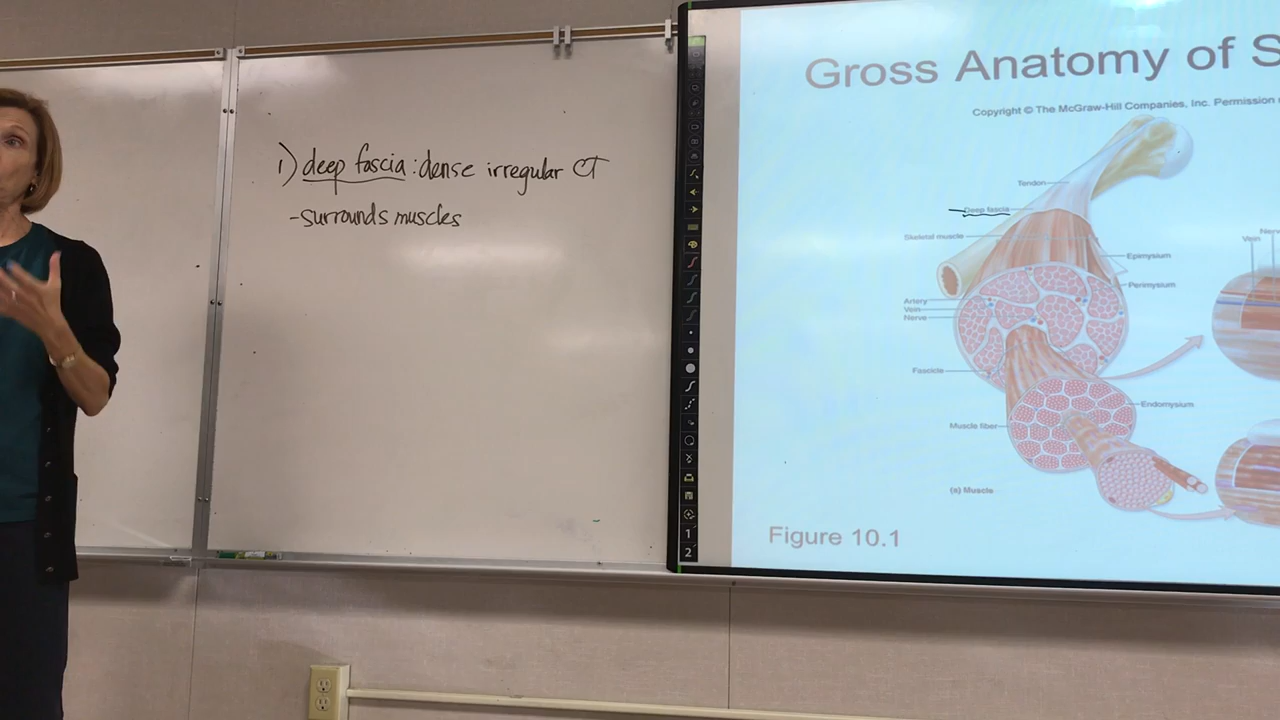 1) deep fascia: dense irregular CT
-surrounds muscles
Gross Anatomy of S
Copyright © The McGraw-Hill Companies, Inc. Permission
Tendon
Deep fascia
Skeletal muscle
Epimysium
Perimysium
Artery
Vein
Nerve
Fascicle
Endomysium
Muscle fiber
(a) Muscle
Vein
Nerv
Figure 10.1
1
2